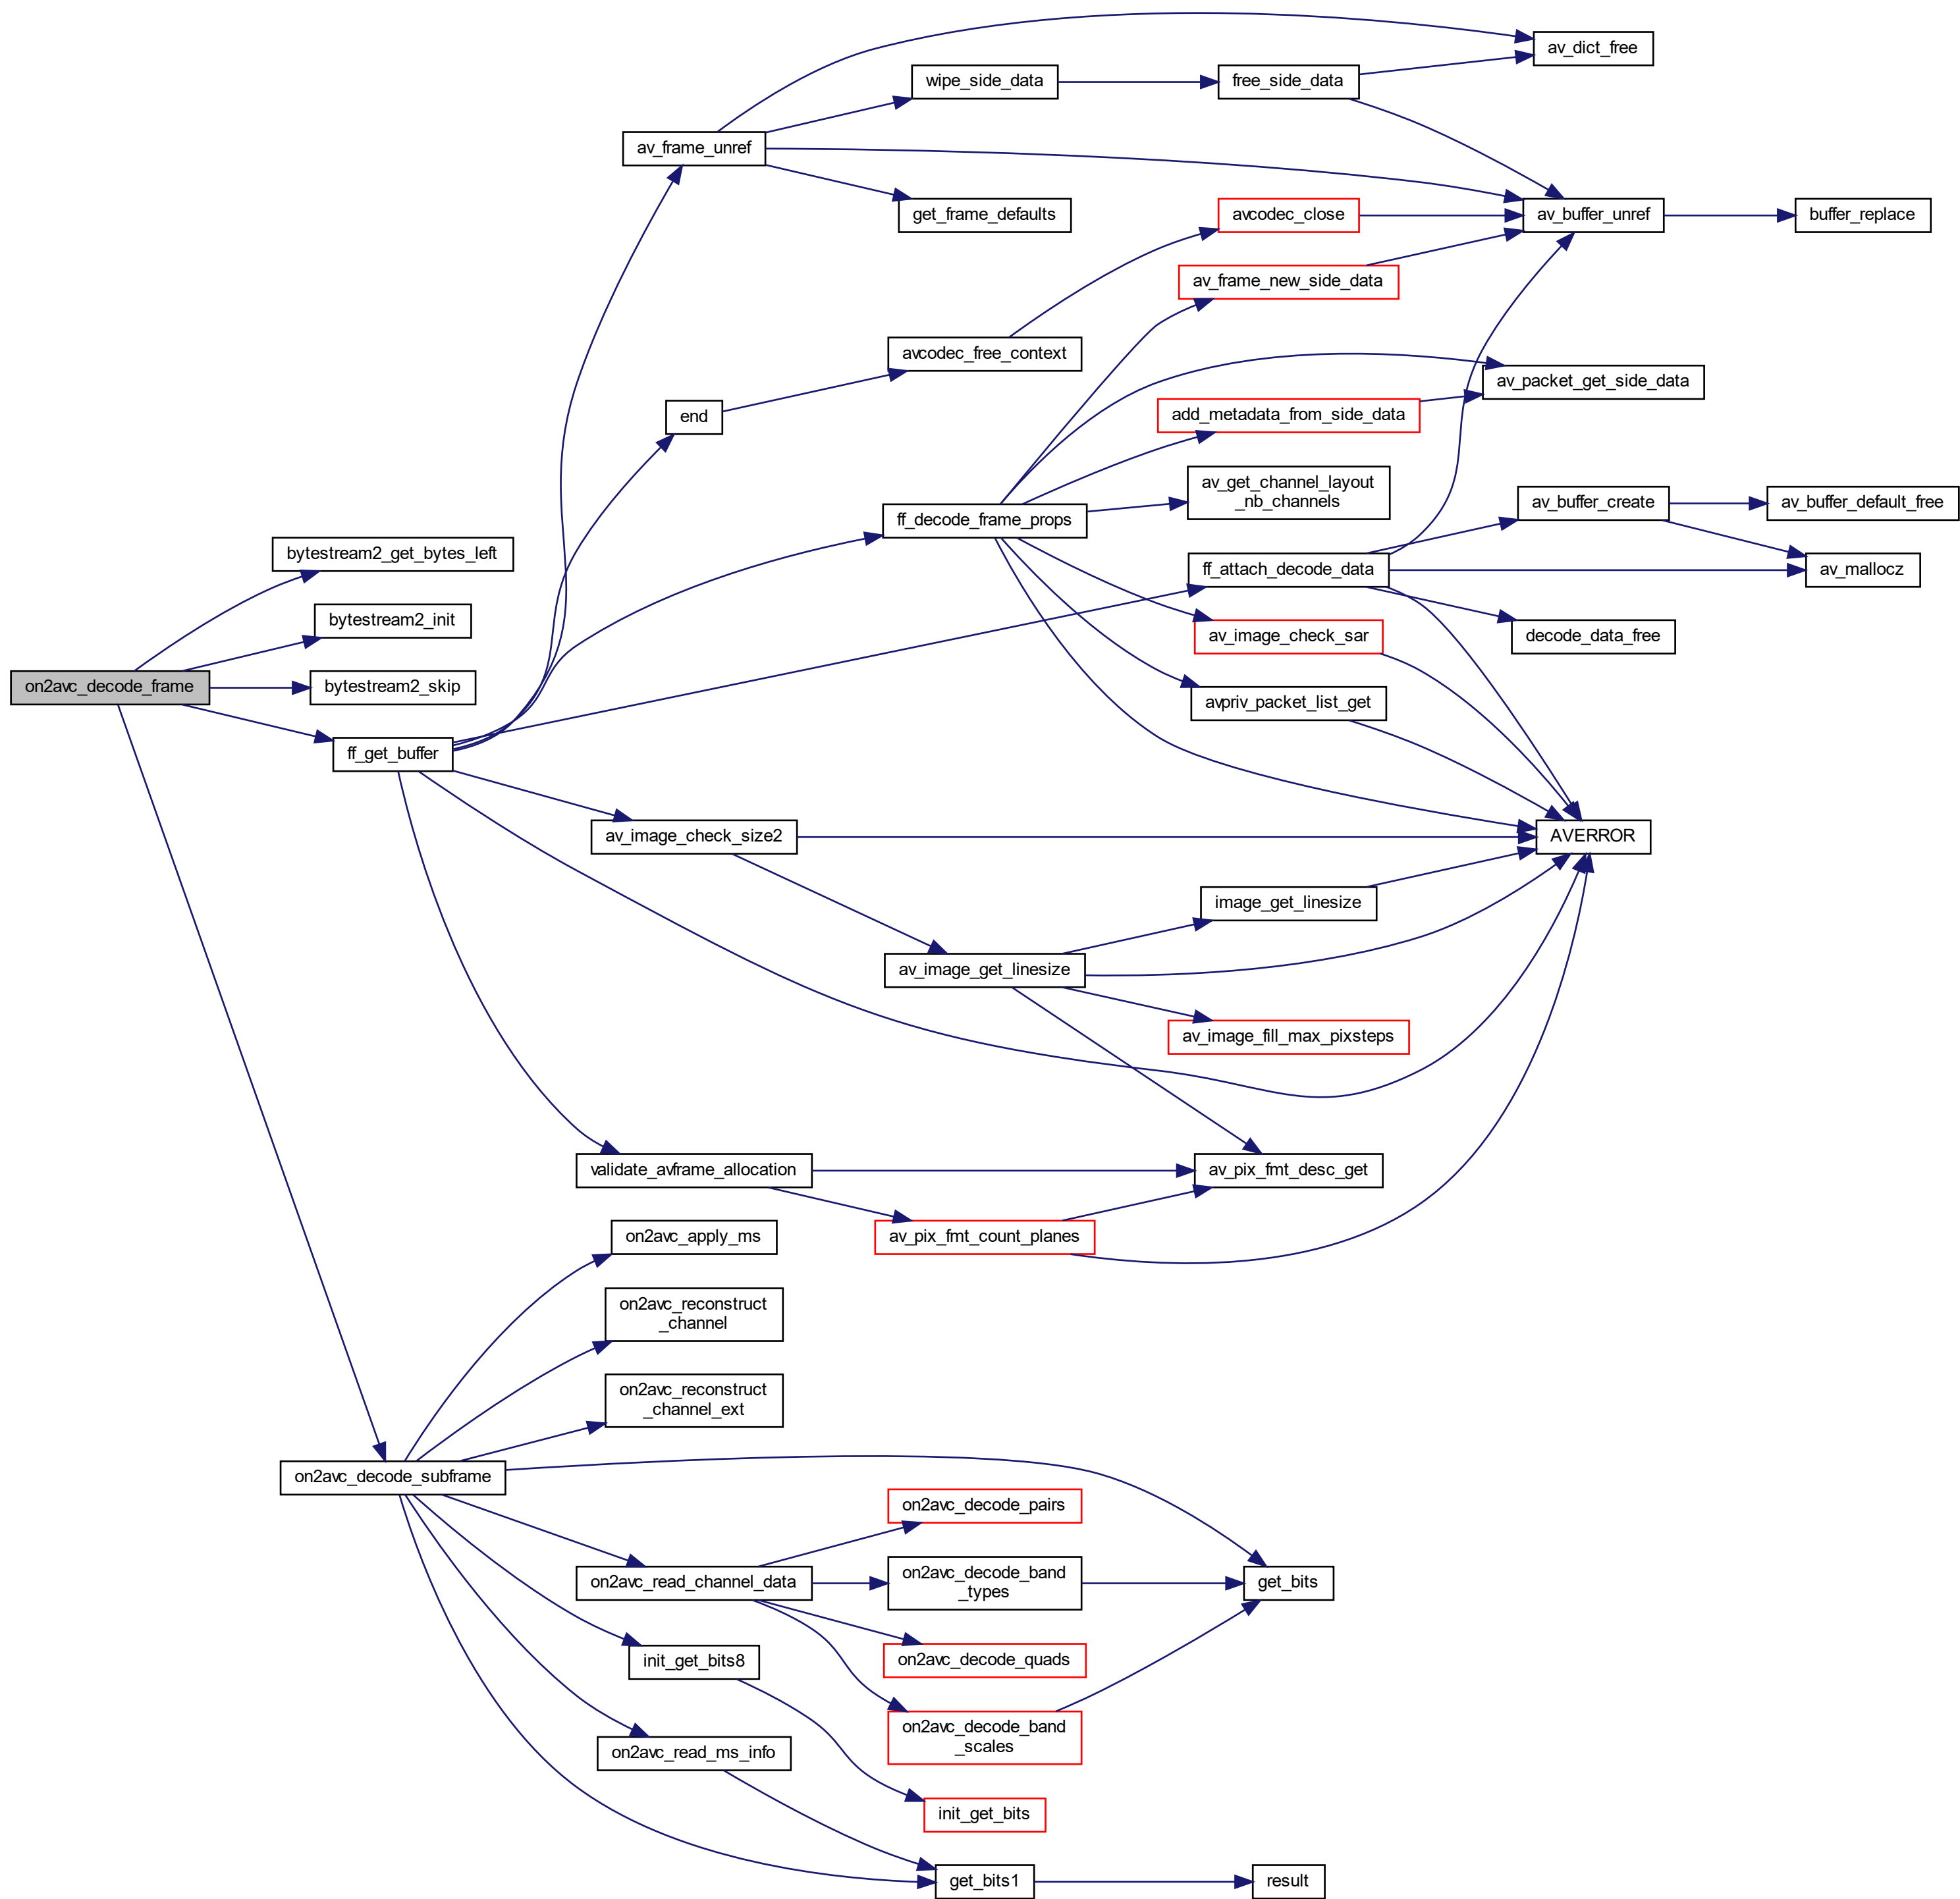 av_dict_free
wipe_side_data
free_side_data
av_frame_unref
get_frame_defaults
avcodec_close
av_buffer_unref
buffer_replace
av_frame_new_side_data
avcodec_free_context
av_packet_get_side_data
end
add_metadata_from_side_data
av_get_channel_layout
_nb_channels
av_buffer_create
av_buffer_default_free
ff_decode_frame_props
bytestream2_get_bytes_left
ff_attach_decode_data
av_mallocz
bytestream2_init
av_image_check_sar
decode_data_free
on2avc_decode_frame
bytestream2_skip
avpriv_packet_list_get
ff_get_buffer
av_image_check_size2
AVERROR
image_get_linesize
av_image_get_linesize
av_image_fill_max_pixsteps
validate_avframe_allocation
av_pix_fmt_desc_get
on2avc_apply_ms
av_pix_fmt_count_planes
on2avc_reconstruct
_channel
on2avc_reconstruct
_channel_ext
on2avc_decode_subframe
on2avc_decode_pairs
on2avc_read_channel_data
on2avc_decode_band
_types
get_bits
init_get_bits8
on2avc_decode_quads
on2avc_decode_band
_scales
on2avc_read_ms_info
init_get_bits
get_bits1
result